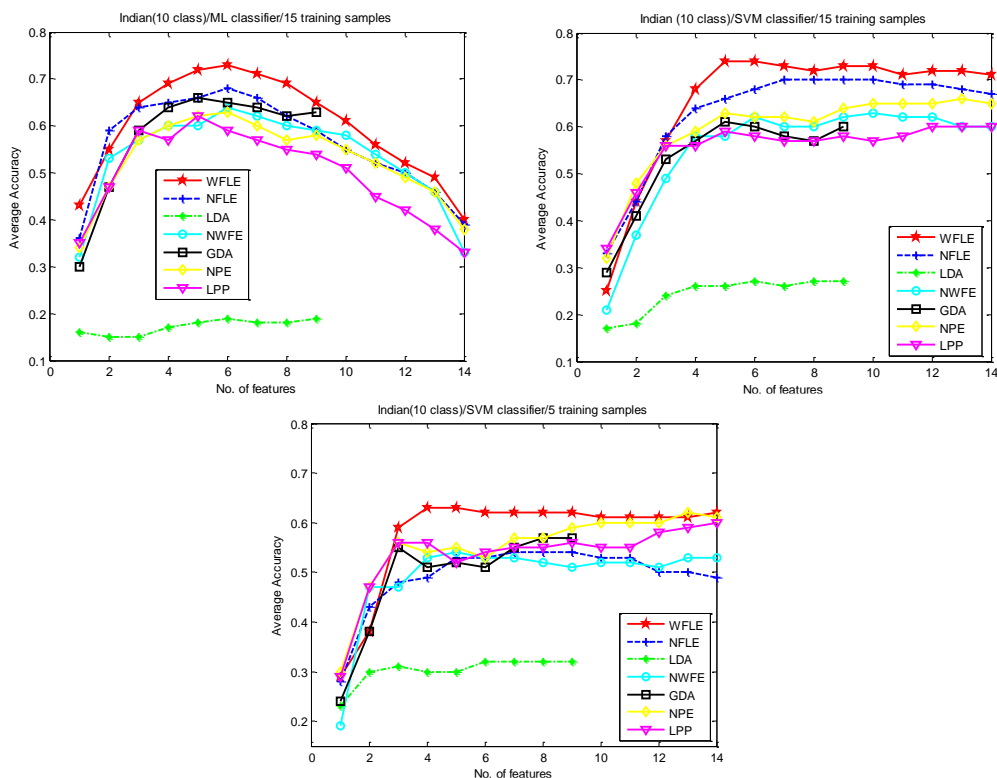 Indian(10 class)/ML classifier/15 training samples
0.8
0.7
0.6
0.5
0.4
0.3
0.2
0.1
Average Accuracy
WFLE
NFLE
LDA
NWFE
GDA
NPE
LPP
0 2 4 6 8 10 12 14
No. of features
Indian (10 class)/SVM classifier/15 training samples
0.8
0.7
0.6
0.5
0.4
0.3
0.2
0.1
Average Accuracy
WFLE
NFLE
LDA
NWFE
GDA
NPE
LPP
0 2 4 6 8 10 12 14
No. of features
Indian(10 class)/SVM classifier/5 training samples
0.8
0.7
0.6
0.5
0.4
0.3
0.2
Average Accuracy
WFLE
NFLE
LDA
NWFE
GDA
NPE
LPP
0 2 4 6 8 10 12 14
No. of features